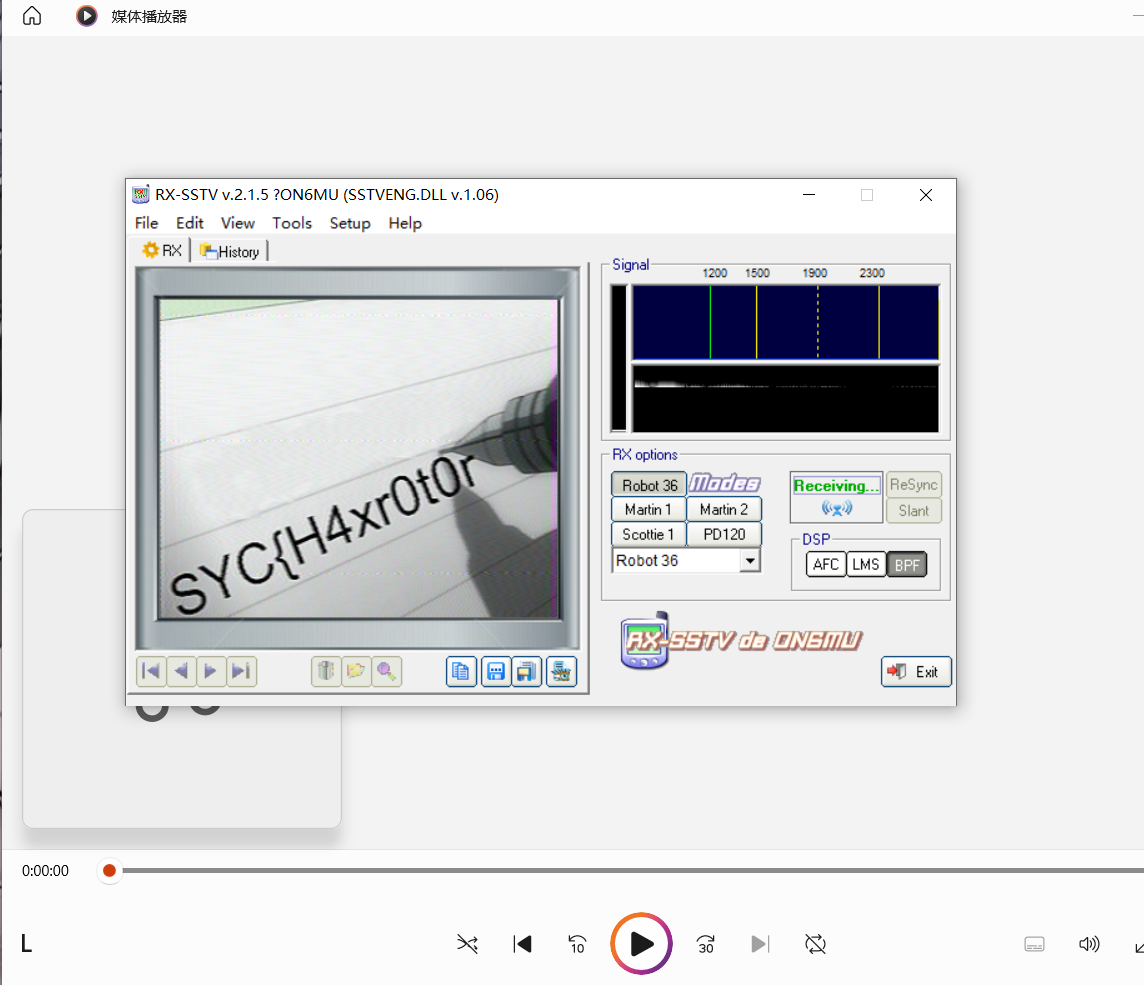 媒体播放器
RX-SSTV v.2.1.5 ?ON6MU (SSTVENG.DLL v.1.06)
File Edit View Tools Setup Help
RX History
Signal
1200 1500 1900 2300
SYC{H4xr0t0r
RX options
Robot 36 Modes
Martin 1 Martin 2
Scottie 1 PD120
Robot 36
Receiving... ReSync
Slant
DSP
AFC LMS BPF
RX-SSTV de ON6MU
Exit
0:00:00
L
10
30